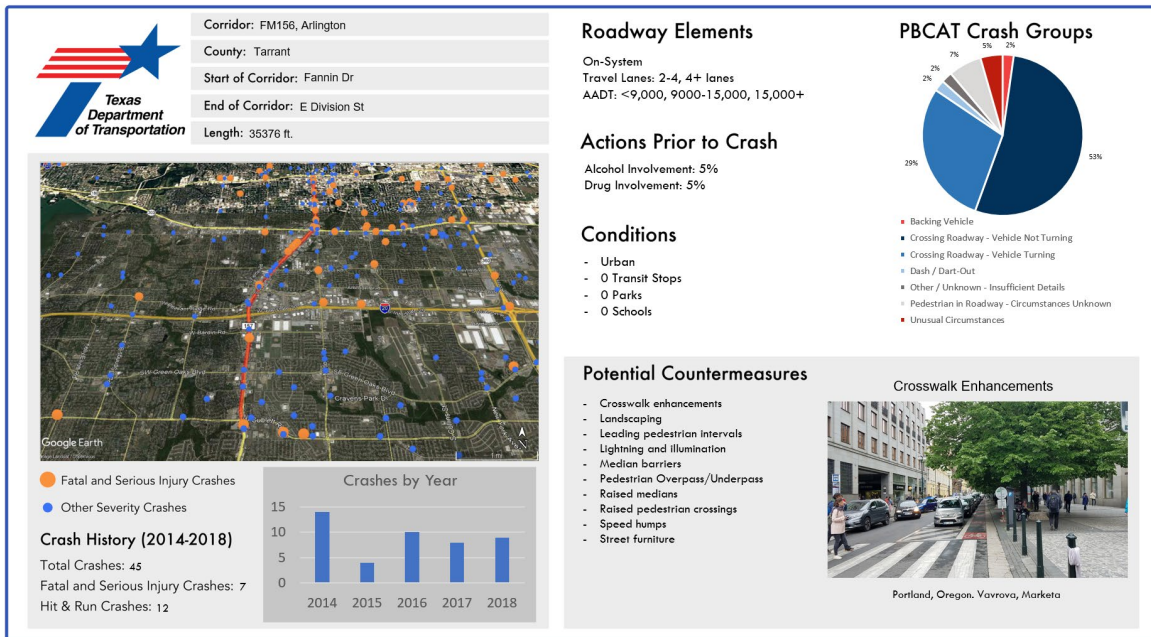 Texas
Department
of Transportation
Corridor: FM156, Arlington
County: Tarrant
Start of Corridor: Fannin Dr
End of Corridor: E Division St
Length: 35376 ft.
Google Earth
1 mi
N
Fatal and Serious Injury Crashes
Other Severity Crashes
Crash History (2014-2018)
Total Crashes: 45
Fatal and Serious Injury Crashes: 7
Hit & Run Crashes: 12
Crashes by Year
15
10
5
0
2014 2015 2016 2017 2018
Roadway Elements
On-System
Travel Lanes: 2-4, 4+ lanes
AADT: <9,000, 9000-15,000, 15,000+
Actions Prior to Crash
Alcohol Involvement: 5%
Drug Involvement: 5%
Conditions
- Urban
- 0 Transit Stops
- 0 Parks
- 0 Schools
PBCAT Crash Groups
2%
53%
29%
2%
2%
7%
5%
Backing Vehicle
Crossing Roadway - Vehicle Not Turning
Crossing Roadway - Vehicle Turning
Dash / Dart-Out
Other / Unknown - Insufficient Details
Pedestrian in Roadway - Circumstances Unknown
Unusual Circumstances
Potential Countermeasures
- Crosswalk enhancements
- Landscaping
- Leading pedestrian intervals
- Lightning and illumination
- Median barriers
- Pedestrian Overpass/Underpass
- Raised medians
- Raised pedestrian crossings
- Speed humps
- Street furniture
Crosswalk Enhancements
Portland, Oregon. Vavrova, Marketa